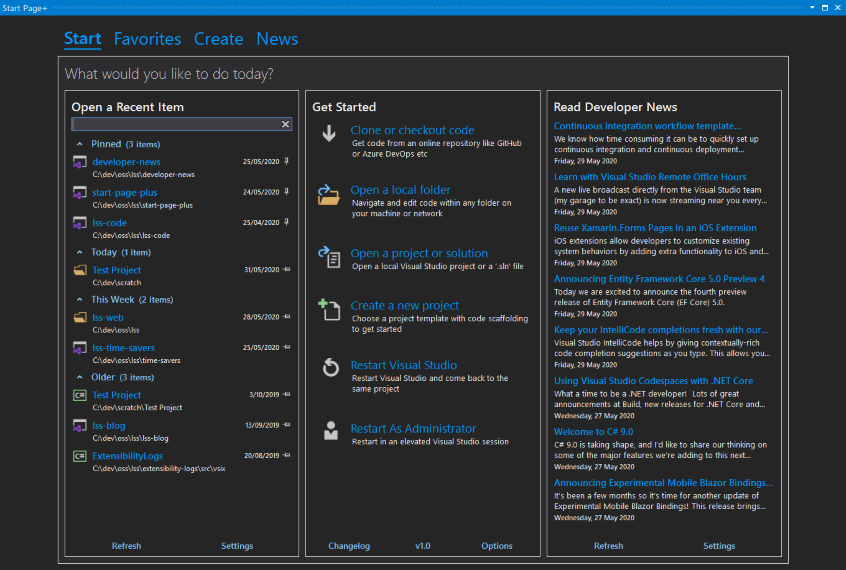 Start Page+
Start Favorites Create News
What would you like to do today?
Open a Recent Item
Pinned (3 items)
developer-news 25/05/2020
C:\dev\oss\lss\developer-news
start-page-plus 24/05/2020
C:\dev\oss\lss\start-page-plus
lss-code 25/04/2020
C:\dev\oss\lss\lss-code
Today (1 item)
Test Project 31/05/2020
C:\dev\scratch
This Week (2 items)
lss-web 28/05/2020
C:\dev\oss\lss
lss-time-savers 25/05/2020
C:\dev\oss\lss\time-savers
Older (3 items)
C# Test Project 3/10/2019
C:\dev\scratch\Test Project
lss-blog 13/09/2019
C:\dev\oss\lss\lss-blog
C# ExtensibilityLogs 20/08/2019
C:\dev\oss\lss\extensibility-logs\src\vsix
Refresh Settings
Get Started
Clone or checkout code
Get code from an online repository like GitHub
or Azure DevOps etc
Open a local folder
Navigate and edit code within any folder on
your machine or network
Open a project or solution
Open a local Visual Studio project or a '.sln' file
Create a new project
Choose a project template with code scaffolding
to get started
Restart Visual Studio
Restart Visual Studio and come back to the
same project
Restart As Administrator
Restart in an elevated Visual Studio session
Changelog v1.0 Options
Read Developer News
Continuous integration workflow template...
We know how time consuming it can be to quickly set up
continuous integration and continuous deployment...
Friday, 29 May 2020
Learn with Visual Studio Remote Office Hours
A new live broadcast directly from the Visual Studio team
(my garage to be exact) is now streaming near you every...
Friday, 29 May 2020
Reuse Xamarin.Forms Pages in an iOS Extension
iOS extensions allow developers to customize existing
system behaviors by adding extra functionality to iOS and...
Friday, 29 May 2020
Announcing Entity Framework Core 5.0 Preview 4
Today we are excited to announce the fourth preview
release of Entity Framework Core (EF Core) 5.0.
Friday, 29 May 2020
Keep your IntelliCode completions fresh with our...
Visual Studio IntelliCode helps by giving contextually-rich
code completion suggestions as you type. This allows you...
Friday, 29 May 2020
Using Visual Studio Codespaces with .NET Core
What a time to be a .NET developer! Lots of great
announcements at Build, new releases for .NET Core and...
Wednesday, 27 May 2020
Welcome to C# 9.0
C# 9.0 is taking shape, and I'd like to share our thinking on
some of the major features we're adding to this next...
Wednesday, 27 May 2020
Announcing Experimental Mobile Blazor Bindings...
It's been a few months so it's time for another update of
Experimental Mobile Blazor Bindings! This release brings...
Wednesday, 27 May 2020
Refresh Settings